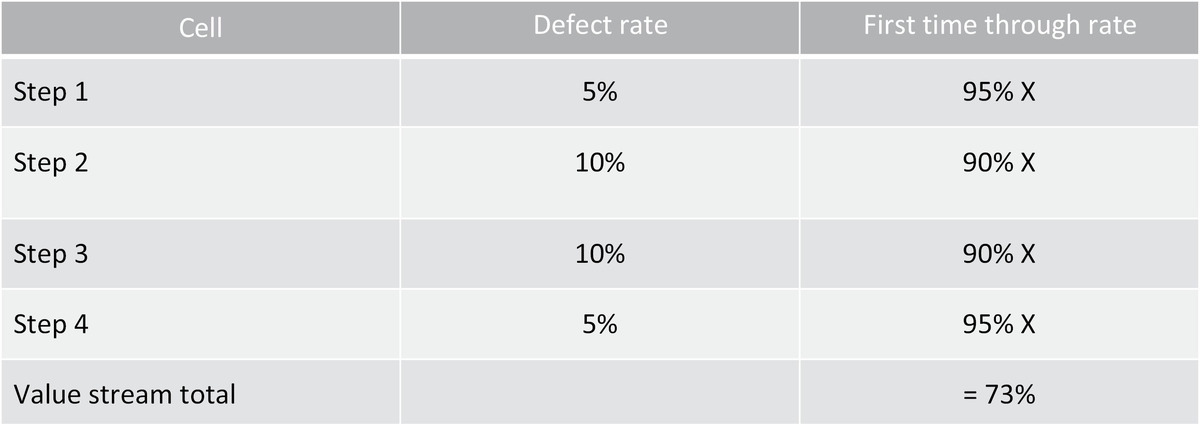 Cell Defect rate First time through rate
Step 1 5% 95% X
Step 2 10% 90% X
Step 3 10% 90% X
Step 4 5% 95% X
Value stream total = 73%